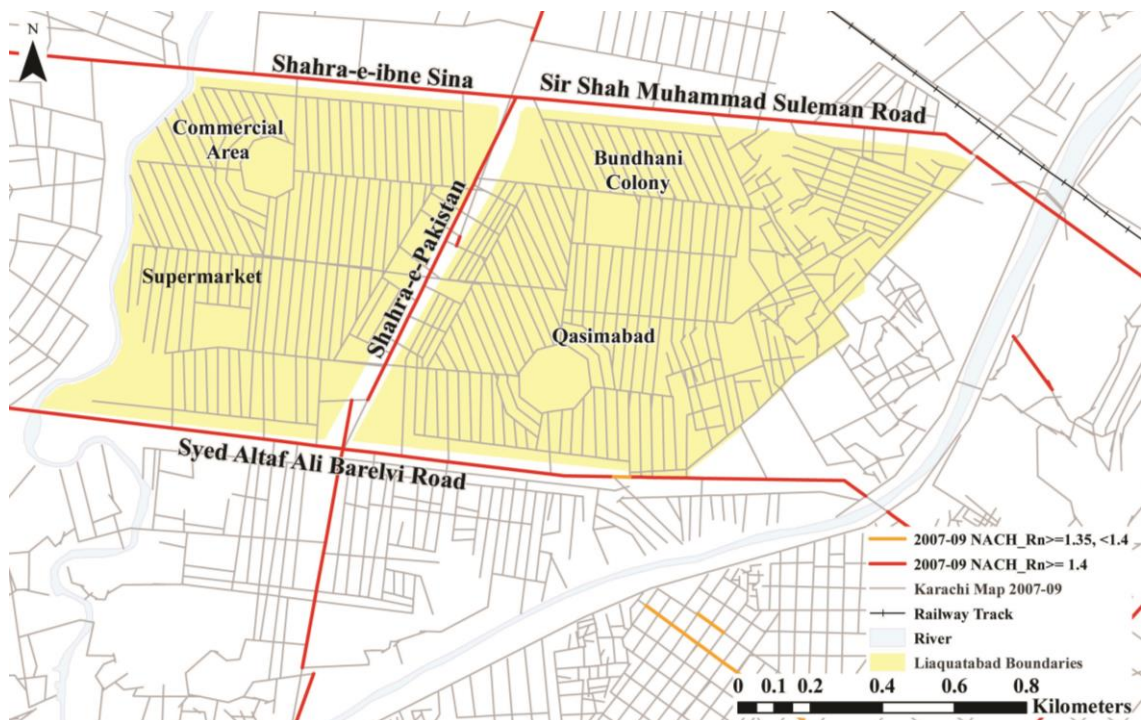 N
Shahra-e-ibne Sina
Sir Shah Muhammad Suleman Road
Commercial
Area
Bundhani
Colony
Shahra-e-Pakistan
Supermarket
Qasimabad
Syed Altaf Ali Barelvi Road
2007-09 NACH_Rn>=1.35, <1.4
2007-09 NACH_Rn>= 1.4
Karachi Map 2007-09
Railway Track
River
Liaquatabad Boundaries
0 0.1 0.2 0.4 0.6 0.8
Kilometers